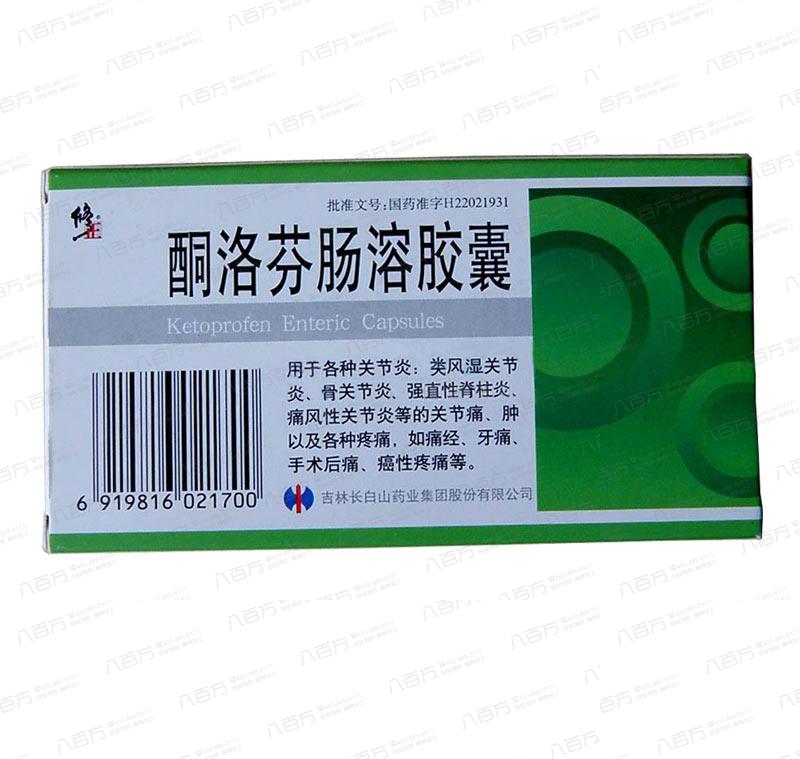 批准文号:国药准字H22021931
修
正
酮洛芬肠溶胶囊
Ketoprofen Enteric Capsules
用于各种关节炎：类风湿关节
炎、骨关节炎、强直性脊柱炎、
痛风性关节炎等的关节痛、肿
以及各种疼痛，如痛经、牙痛、
手术后痛、癌性疼痛等。
吉林长白山药业集团股份有限公司
6 919816 021700
八百方